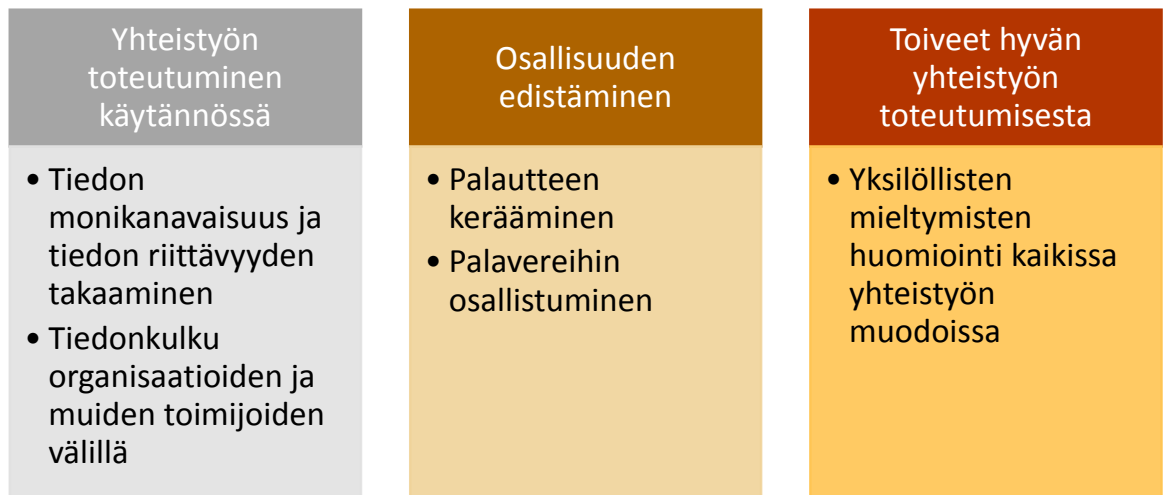 Yhteistyön
toteutuminen
käytännössä
• Tiedon
monikanavaisuus ja
tiedon riittävyyden
takaaminen
• Tiedonkulku
organisaatioiden ja
muiden toimijoiden
välillä
Osallisuuden
edistäminen
• Palautteen
kerääminen
• Palavereihin
osallistuminen
Toiveet hyvän
yhteistyön
toteutumisesta
• Yksilöllisten
mieltymisten
huomiointi kaikissa
yhteistyön
muodoissa